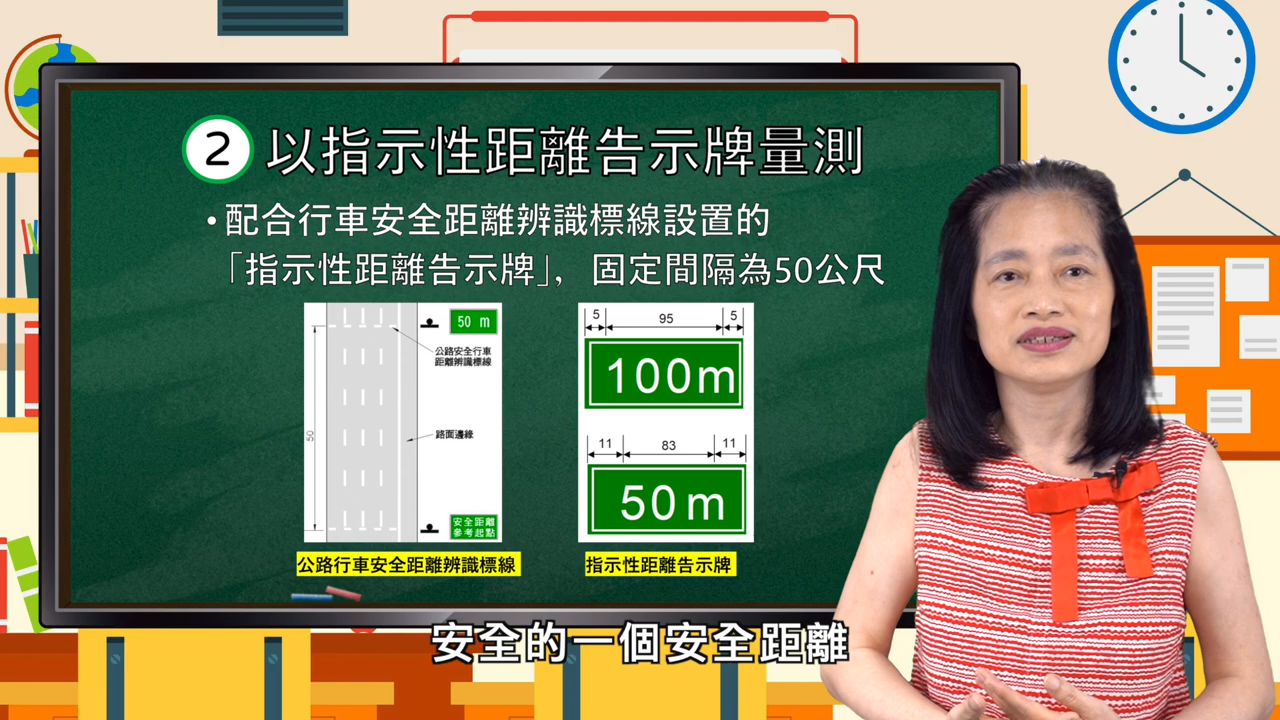 2 以指示性距離告示牌量測
•配合行車安全距離辨識標線設置的
「指示性距離告示牌」，固定間隔為50公尺
50 m
公路安全行車
距離辨識標線
50
路面邊緣
安全距離
參考起點
公路行車安全距離辨識標線
5 95 5
100m
11 83 11
50m
指示性距離告示牌
安全的一個安全距離